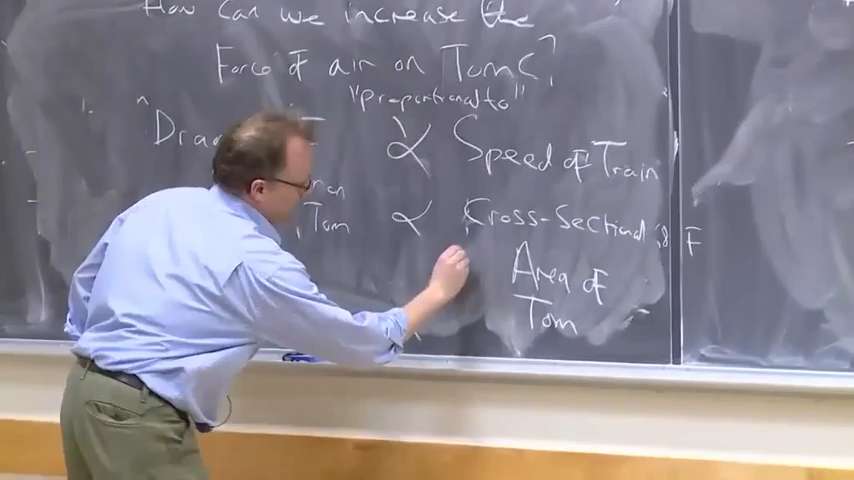 How can we increase the
Force of air on Tom?
"proportional to"
Drag ∝ Speed of Train
on
Tom ∝ Cross-Sectional
F
Area of
Tom